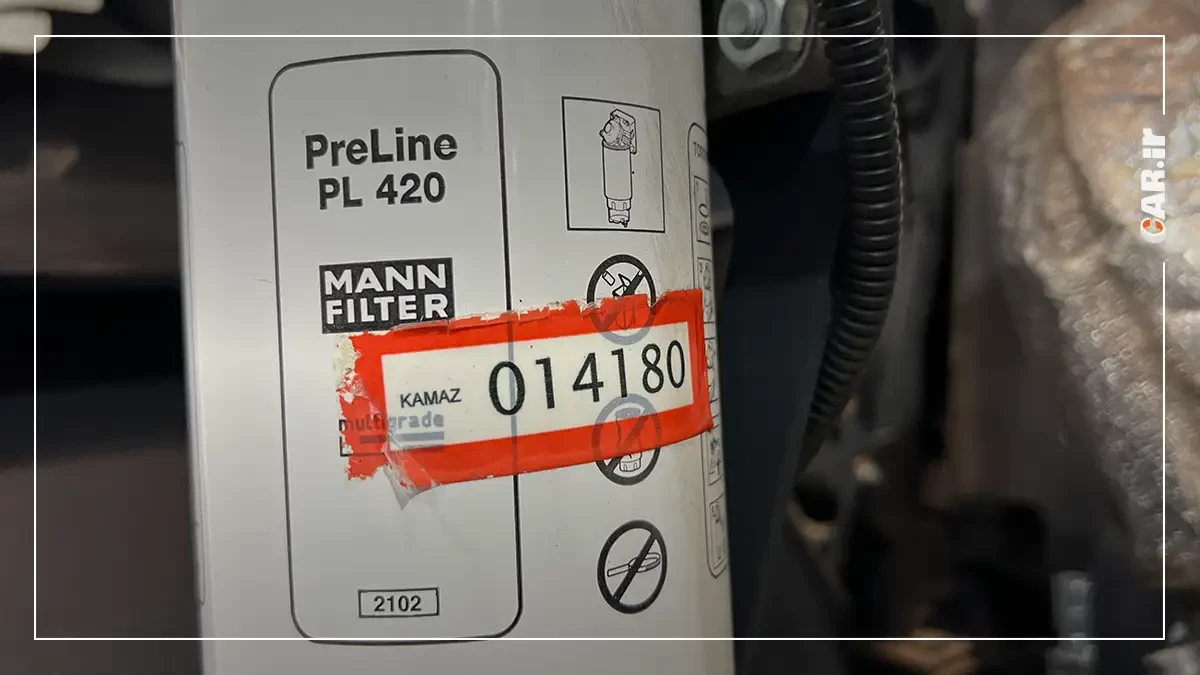 PreLine
PL 420
MANN
FILTER
KAMAZ 014180
multigrade
2102
CAR.ir